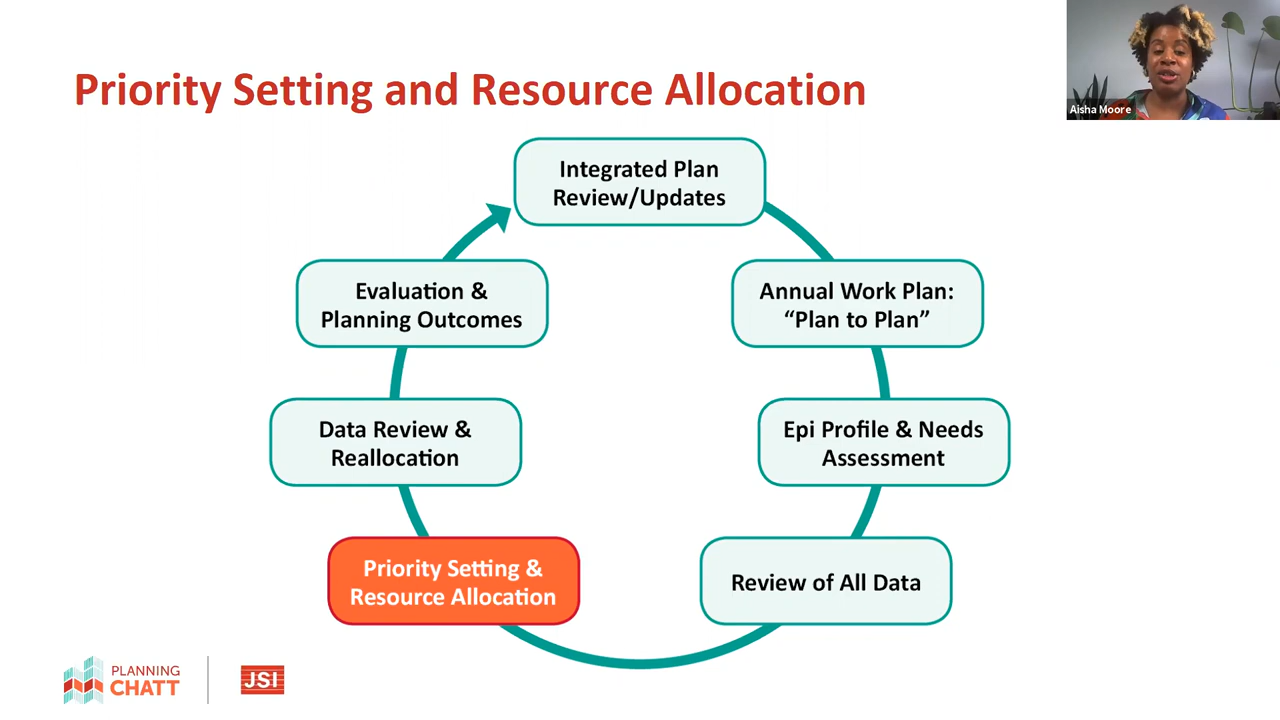 Priority Setting and Resource Allocation
Aisha Moore
Integrated Plan
Review/Updates
Evaluation &
Planning Outcomes
Annual Work Plan:
“Plan to Plan”
Data Review &
Reallocation
Epi Profile & Needs
Assessment
Priority Setting &
Resource Allocation
Review of All Data
PLANNING
CHATT
JSI